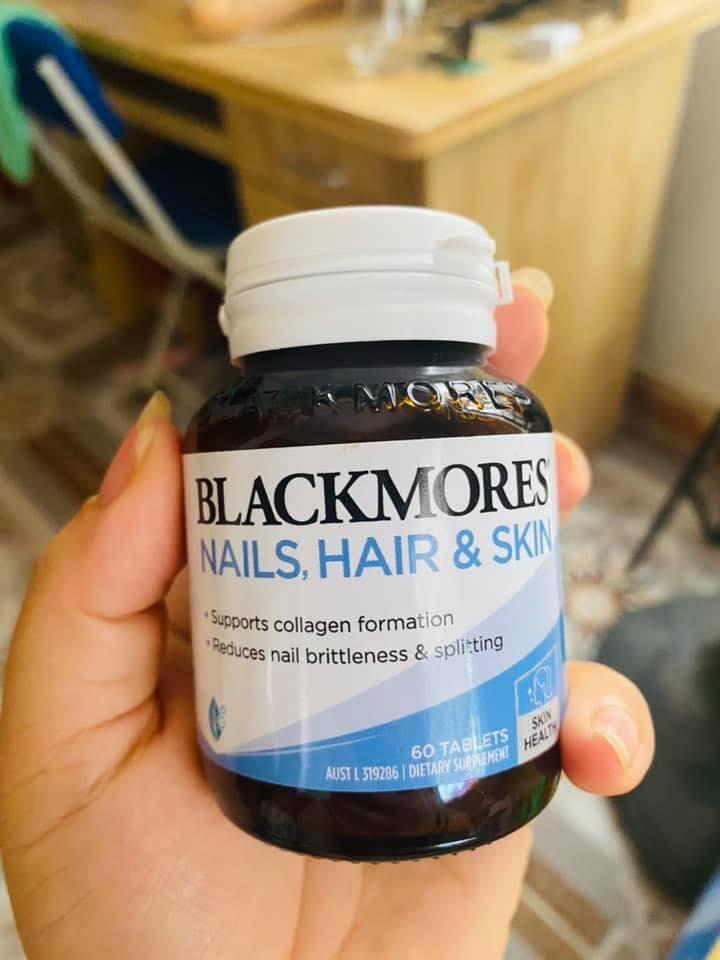 BLACKMORES
BLACKMORES®
NAILS, HAIR & SKIN
• Supports collagen formation
• Reduces nail brittleness & splitting
SKIN
HEALTH
60 TABLETS
AUST L 319286 | DIETARY SUPPLEMENT